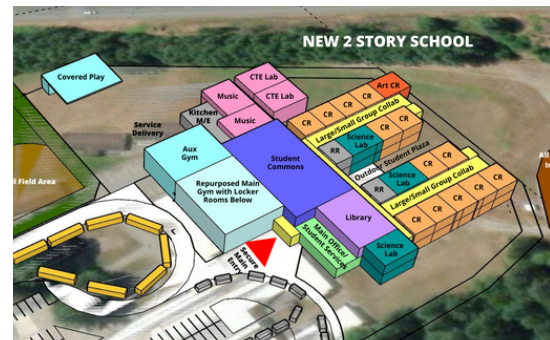 NEW 2 STORY SCHOOL
Covered Play
CTE Lab
Music
CTE Lab
Art CR
Kitchen
M/E
Music
CR
CR
CR
CR
Large/Small Group Collab
Service
Delivery
CR
CR
CR
CR
Aux
Gym
Student
Commons
RR
Science
Lab
CR
CR
CR
Outdoor Student Plaza
Science
Lab
Large/Small Group Collab
RR
CR
CR
CR
CR
CR
Repurposed Main
Gym with Locker
Rooms Below
Library
Main Office/
Student Services
Science
Lab
Secure
Main
Entry
Field Area